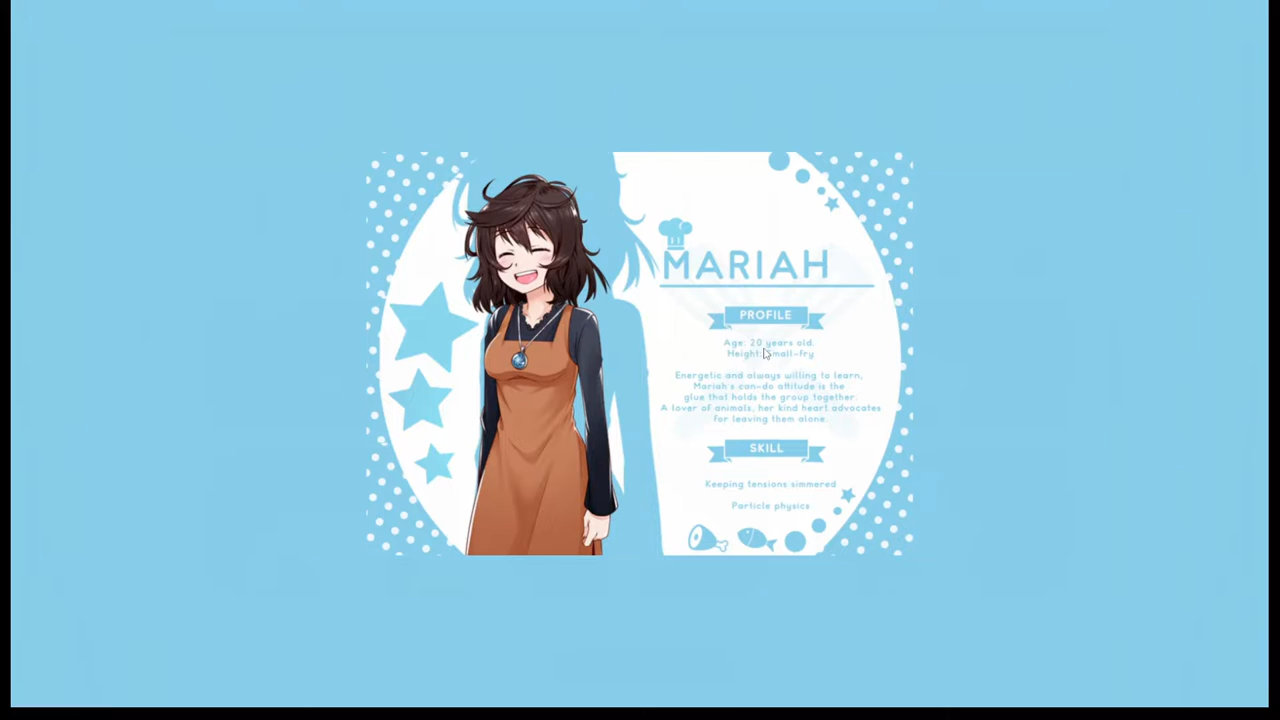 MARIAH
PROFILE
Age: 20 years old.
Height: Small-fry
Energetic and always willing to learn,
Mariah's can-do attitude is the
glue that holds the group together.
A lover of animals, her kind heart advocates
for leaving them alone.
SKILL
Keeping tensions simmered
Particle physics